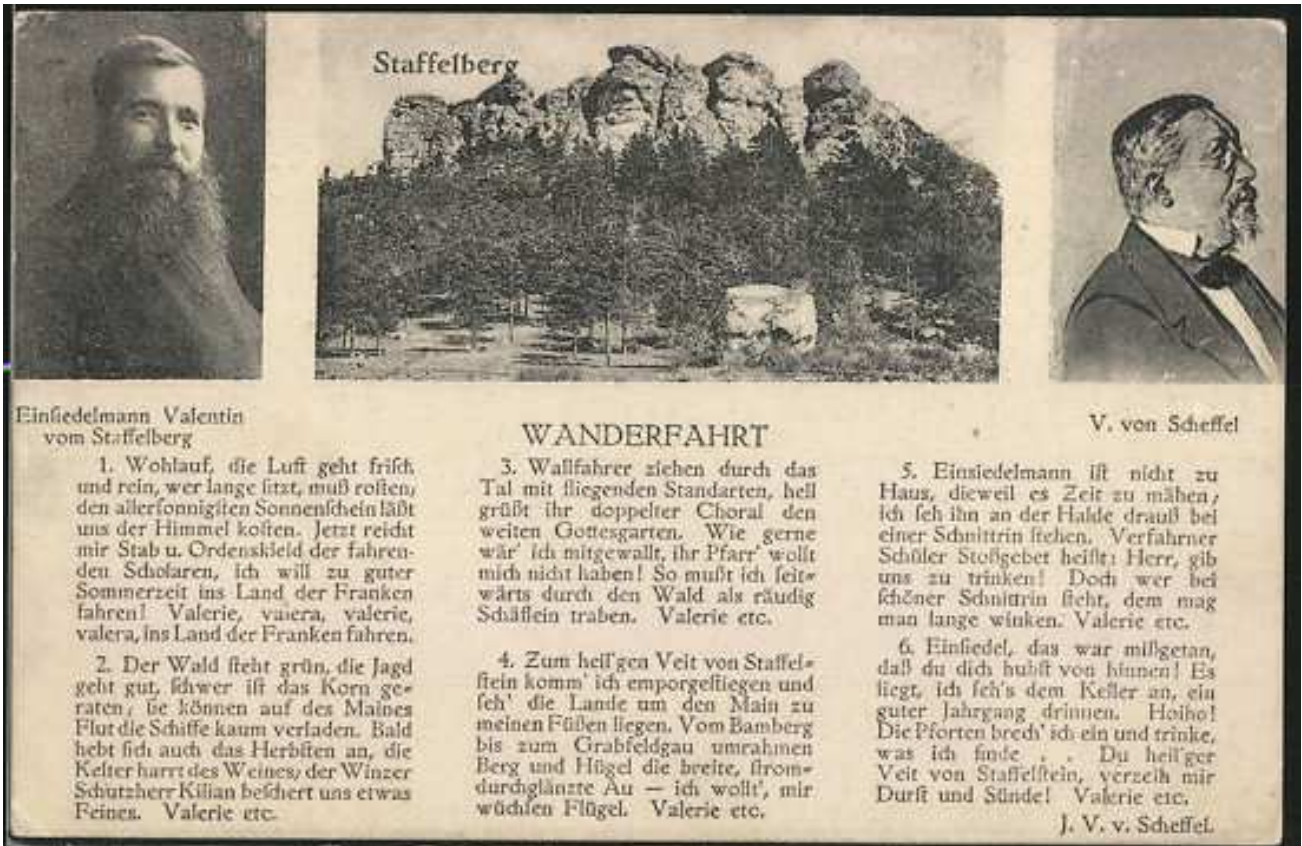 Staffelberg
Einsiedelmann Valentin
vom Staffelberg
V. von Scheffel
WANDERFAHRT
1. Wohlauf, die Luft geht frisch
und rein, wer lange sitzt, muß rosten,
den allersonnigsten Sonnenschein läßt
uns der Himmel kosten. Jetzt reicht
mir Stab u. Ordenskleid der fahren-
den Scholaren, ich will zu guter
Sommerzeit ins Land der Franken
fahren! Valerie, valera, valerie,
valera, ins Land der Franken fahren.
2. Der Wald steht grün, die Jagd
geht gut, schwer ist das Korn ge-
raten, sie können auf des Maines
Flut die Schiffe kaum verladen. Bald
hebt sich auch das Herbsten an, die
Kelter harrt des Weines, der Winzer
Schutzherr Kilian beschert uns etwas
Feines. Valerie etc.
3. Wallfahrer ziehen durch das
Tal mit fliegenden Standarten, hell
grüßt ihr doppelter Choral den
weiten Gottesgarten. Wie gerne
wär' ich mitgewallt, ihr Pfarr' wollt
mich nicht haben! So mußt ich seit-
wärts durch den Wald als räudig
Schäflein traben. Valerie etc.
4. Zum heil'gen Veit von Staffel-
stein komm' ich emporgestiegen und
seh' die Lande um den Main zu
meinen Füßen liegen. Vom Bamberg
bis zum Grabfeldgau umrahmen
Berg und Hügel die breite, strom-
durchglänzte Au — ich wollt', mir
wüchsen Flügel. Valerie etc.
5. Einsiedelmann ist nicht zu
Haus, dieweil es Zeit zu mähen,
ich seh ihn an der Halde drauß bei
einer Schnittrin stehen. Verfahrner
Schüler Stoßgebet heißt: Herr, gib
uns zu trinken! Doch wer bei
schöner Schnittrin steht, dem mag
man lange winken. Valerie etc.
6. Einsiedel, das war mißgetan,
daß du dich hubst von hinnen! Es
liegt, ich seh's dem Keller an, ein
guter Jahrgang drinnen. Hoiho!
Die Pforten brech' ich ein und trinke,
was ich finde . . Du heil'ger
Veit von Staffelstein, verzeih mir
Durst und Sünde! Valerie etc.
J. V. v. Scheffel.